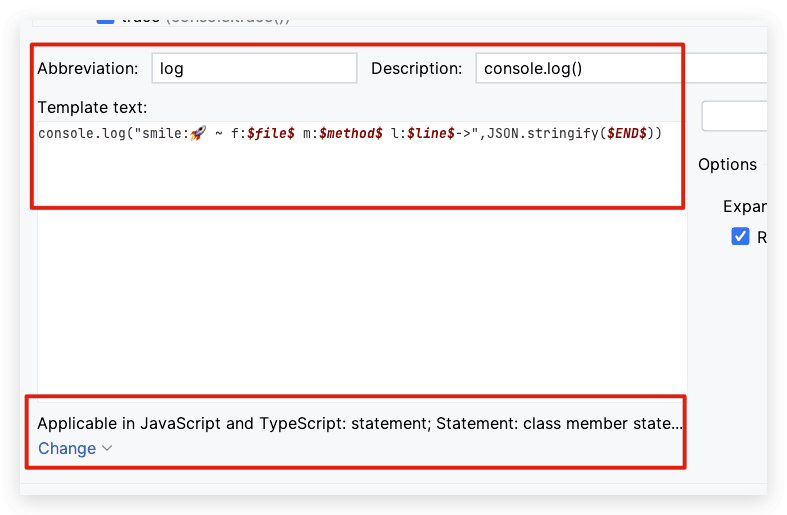 trace (console.trace())
Abbreviation: log Description: console.log()
Template text:
console.log("smile:🚀 ~ f:$file$ m:$method$ l:$line$->",JSON.stringify($END$))
Options
Expan
R
Applicable in JavaScript and TypeScript: statement; Statement: class member state...
Change